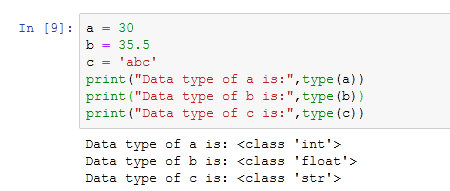 In [9]: a = 30
b = 35.5
c = 'abc'
print("Data type of a is:",type(a))
print("Data type of b is:",type(b))
print("Data type of c is:",type(c))
Data type of a is: <class 'int'>
Data type of b is: <class 'float'>
Data type of c is: <class 'str'>